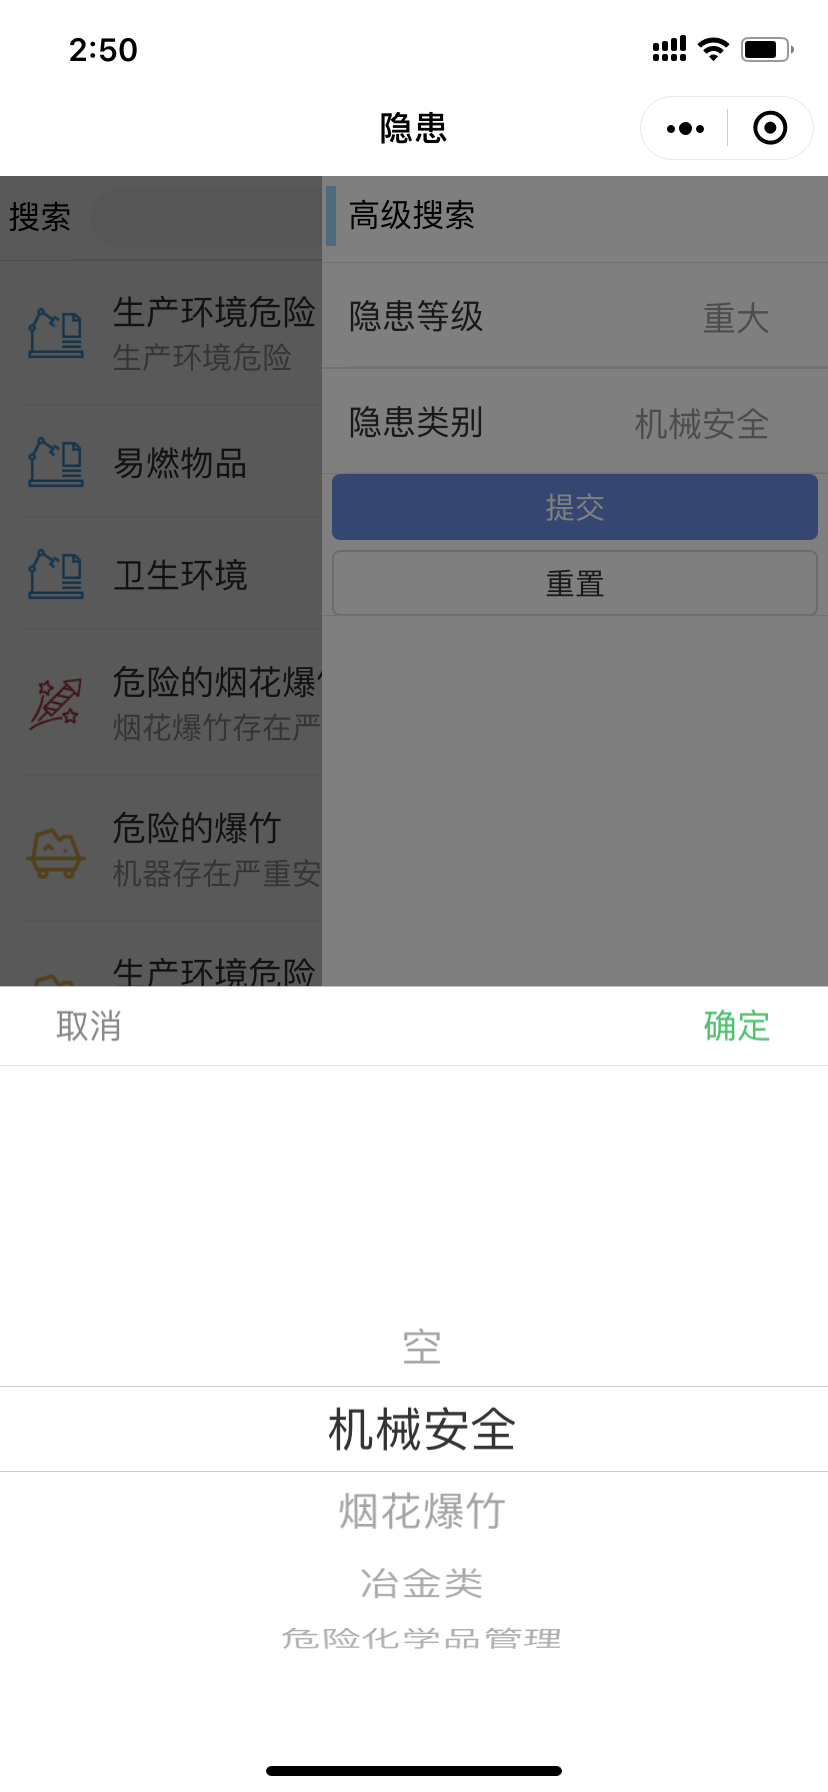 2:50
隐患
搜索
高级搜索
生产环境危险
生产环境危险
隐患等级
重大
易燃物品
隐患类别
机械安全
提交
卫生环境
重置
危险的烟花爆
烟花爆竹存在严
危险的爆竹
机器存在严重安
生产环境危险
取消
确定
空
机械安全
烟花爆竹
冶金类
危险化学品管理